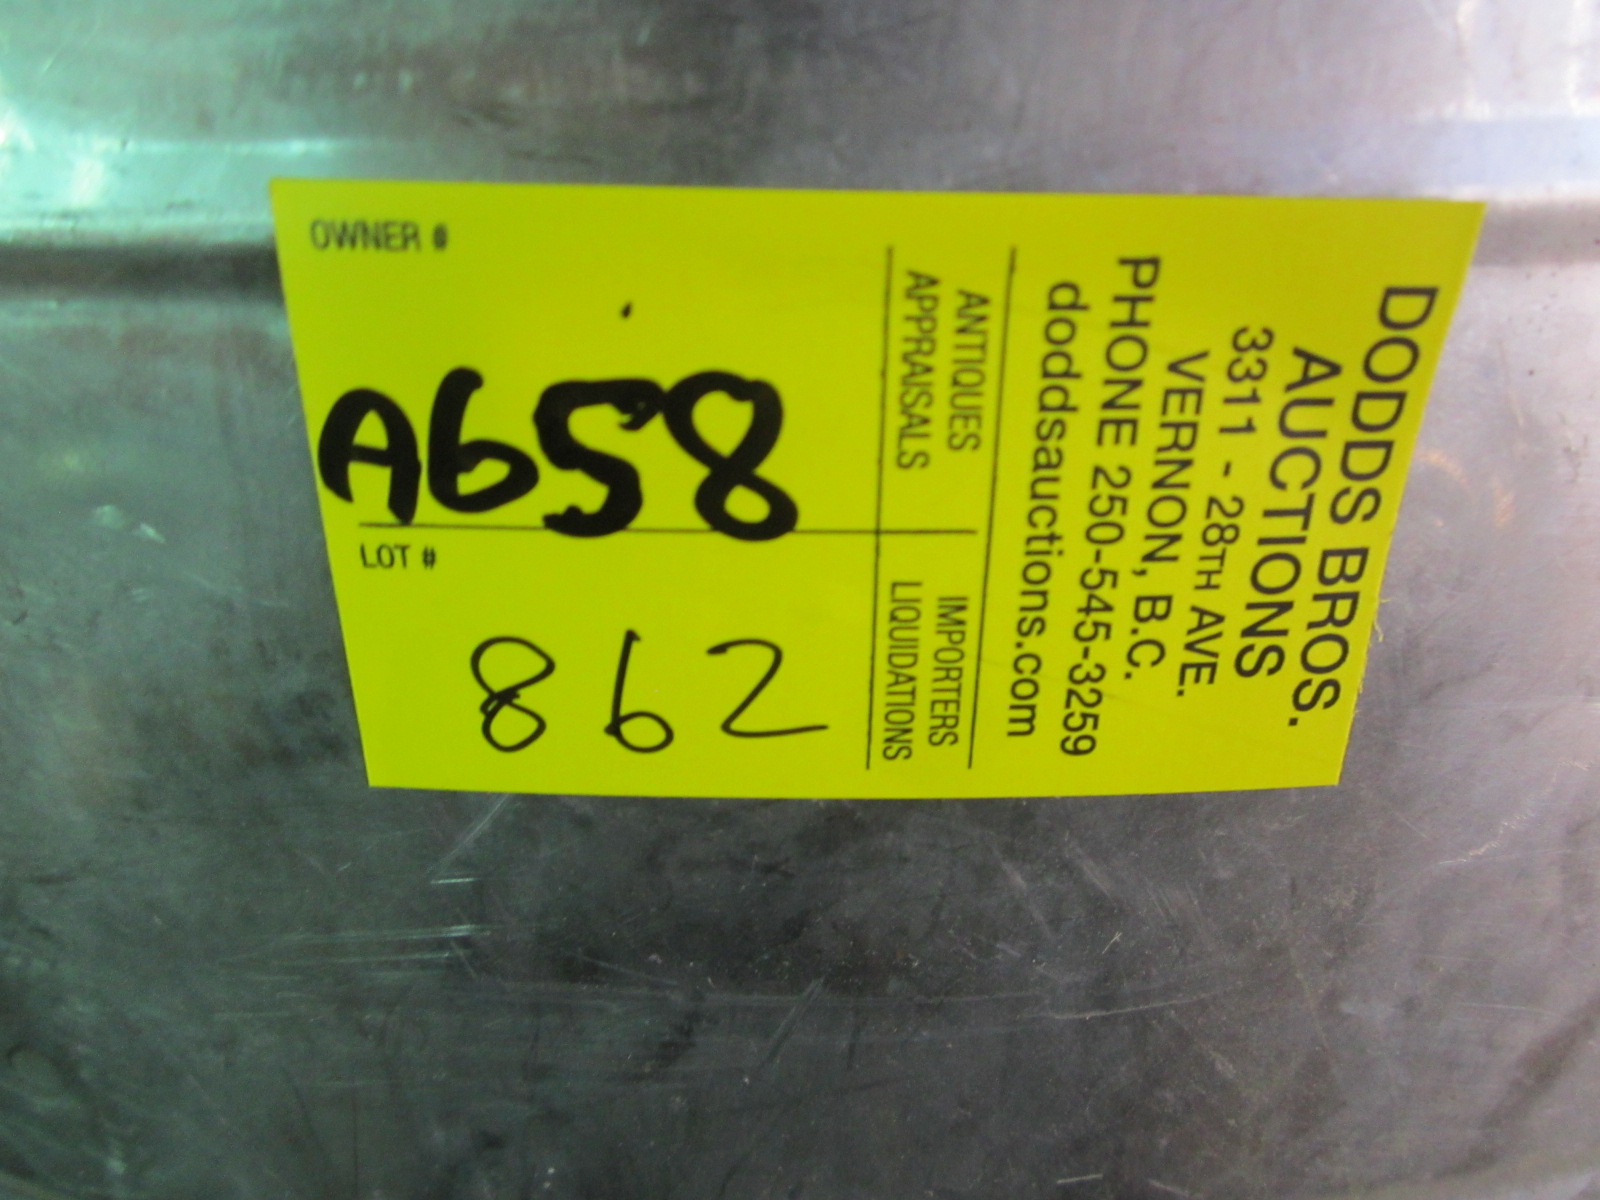 DODDS BROS.
AUCTIONS
3311 - 28TH AVE.
VERNON, B.C.
PHONE 250-545-3259
doddsauctions.com
ANTIQUES IMPORTERS
APPRAISALS LIQUIDATIONS
OWNER #
A658
LOT #
862